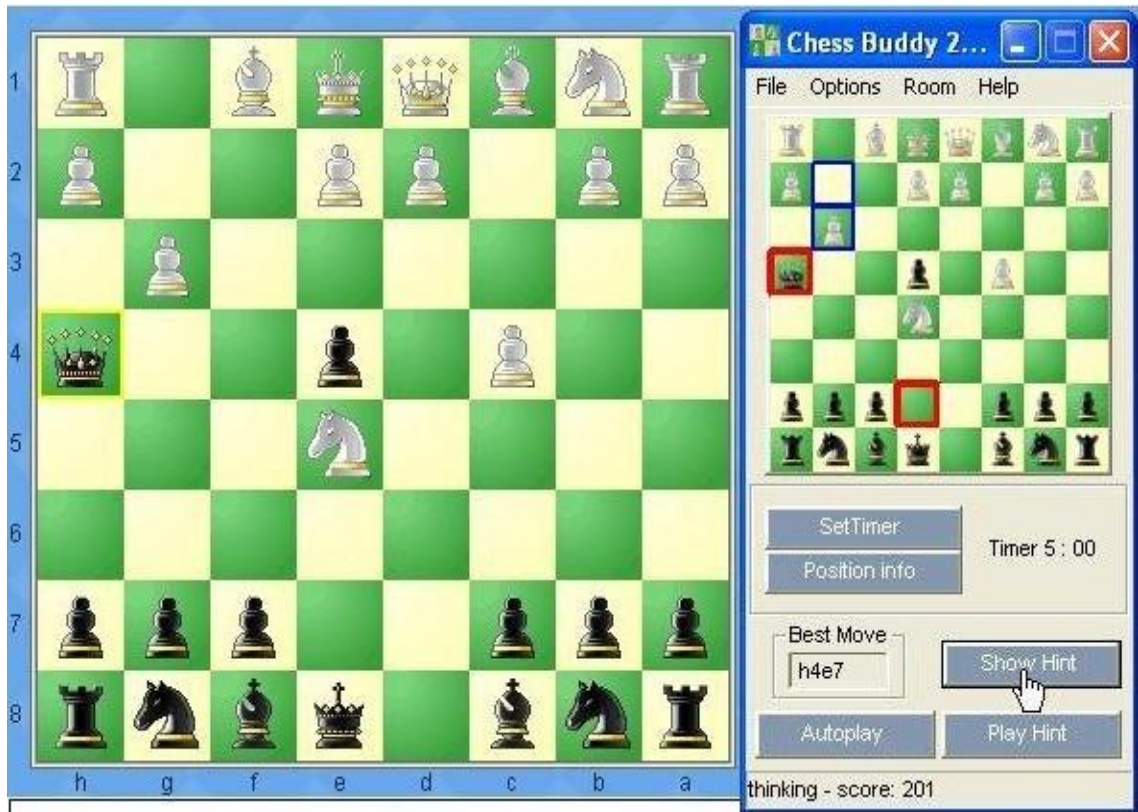 1
2
3
4
5
6
7
8
h g f e d c b a
Chess Buddy 2...
File Options Room Help
SetTimer
Position info
Timer 5 : 00
Best Move
h4e7
Show Hint
Autoplay
Play Hint
thinking - score: 201